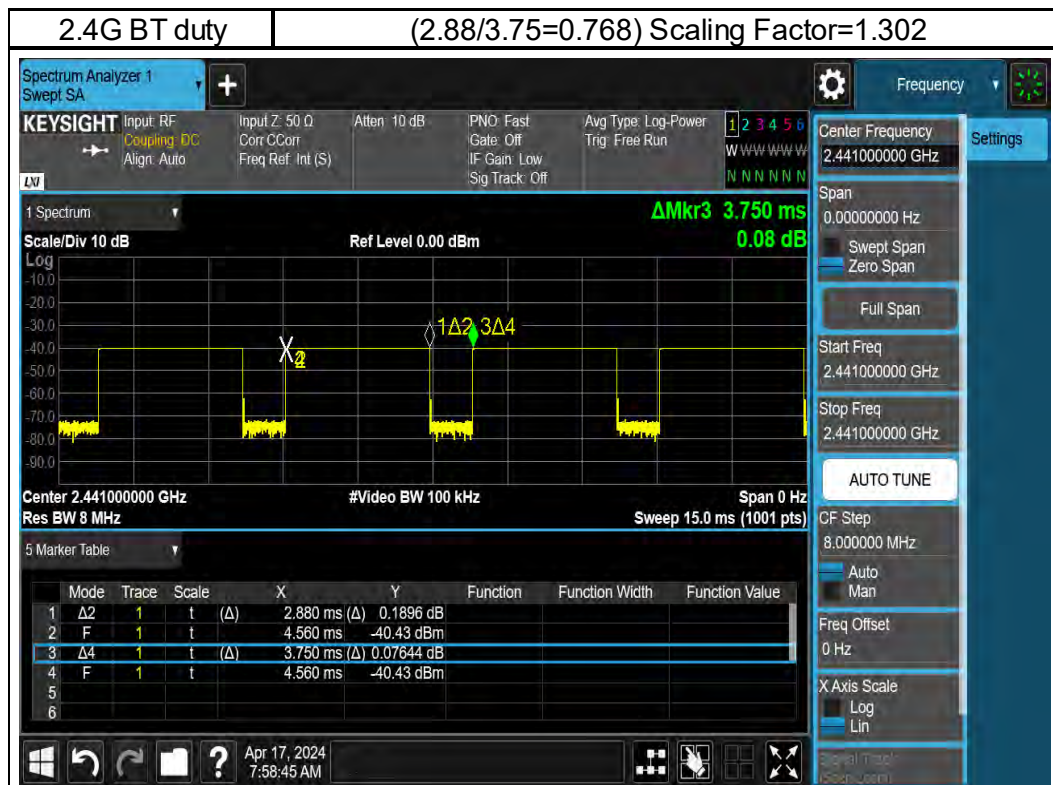 2.4G BT duty (2.88/3.75=0.768) Scaling Factor=1.302
Spectrum Analyzer 1
Swept SA
+
Frequency
KEYSIGHT Input: RF Input Z: 50 Ω Atten: 10 dB PNO: Fast Avg Type: Log-Power 1 2 3 4 5 6
Coupling: DC Corr CCorr Gate: Off Trig: Free Run W W W W W W
Align: Auto Freq Ref: Int (S) IF Gain: Low
Sig Track: Off N N N N N N
LXI
Center Frequency
2.441000000 GHz
Settings
Span
0.00000000 Hz
Swept Span
Zero Span
Full Span
Start Freq
2.441000000 GHz
Stop Freq
2.441000000 GHz
AUTO TUNE
CF Step
8.000000 MHz
Auto
Man
Freq Offset
0 Hz
X Axis Scale
Log
Lin
1 Spectrum
ΔMkr3 3.750 ms
Scale/Div 10 dB Ref Level 0.00 dBm 0.08 dB
Log
-10.0
-20.0
-30.0
-40.0
-50.0
-60.0
-70.0
-80.0
-90.0
1Δ2 3Δ4
Center 2.441000000 GHz #Video BW 100 kHz Span 0 Hz
Res BW 8 MHz Sweep 15.0 ms (1001 pts)
5 Marker Table
Mode Trace Scale X Y Function Function Width Function Value
1 Δ2 1 t (Δ) 2.880 ms (Δ) 0.1896 dB
2 F 1 t 4.560 ms -40.43 dBm
3 Δ4 1 t (Δ) 3.750 ms (Δ) 0.07644 dB
4 F 1 t 4.560 ms -40.43 dBm
5
6
?
Apr 17, 2024
7:58:45 AM